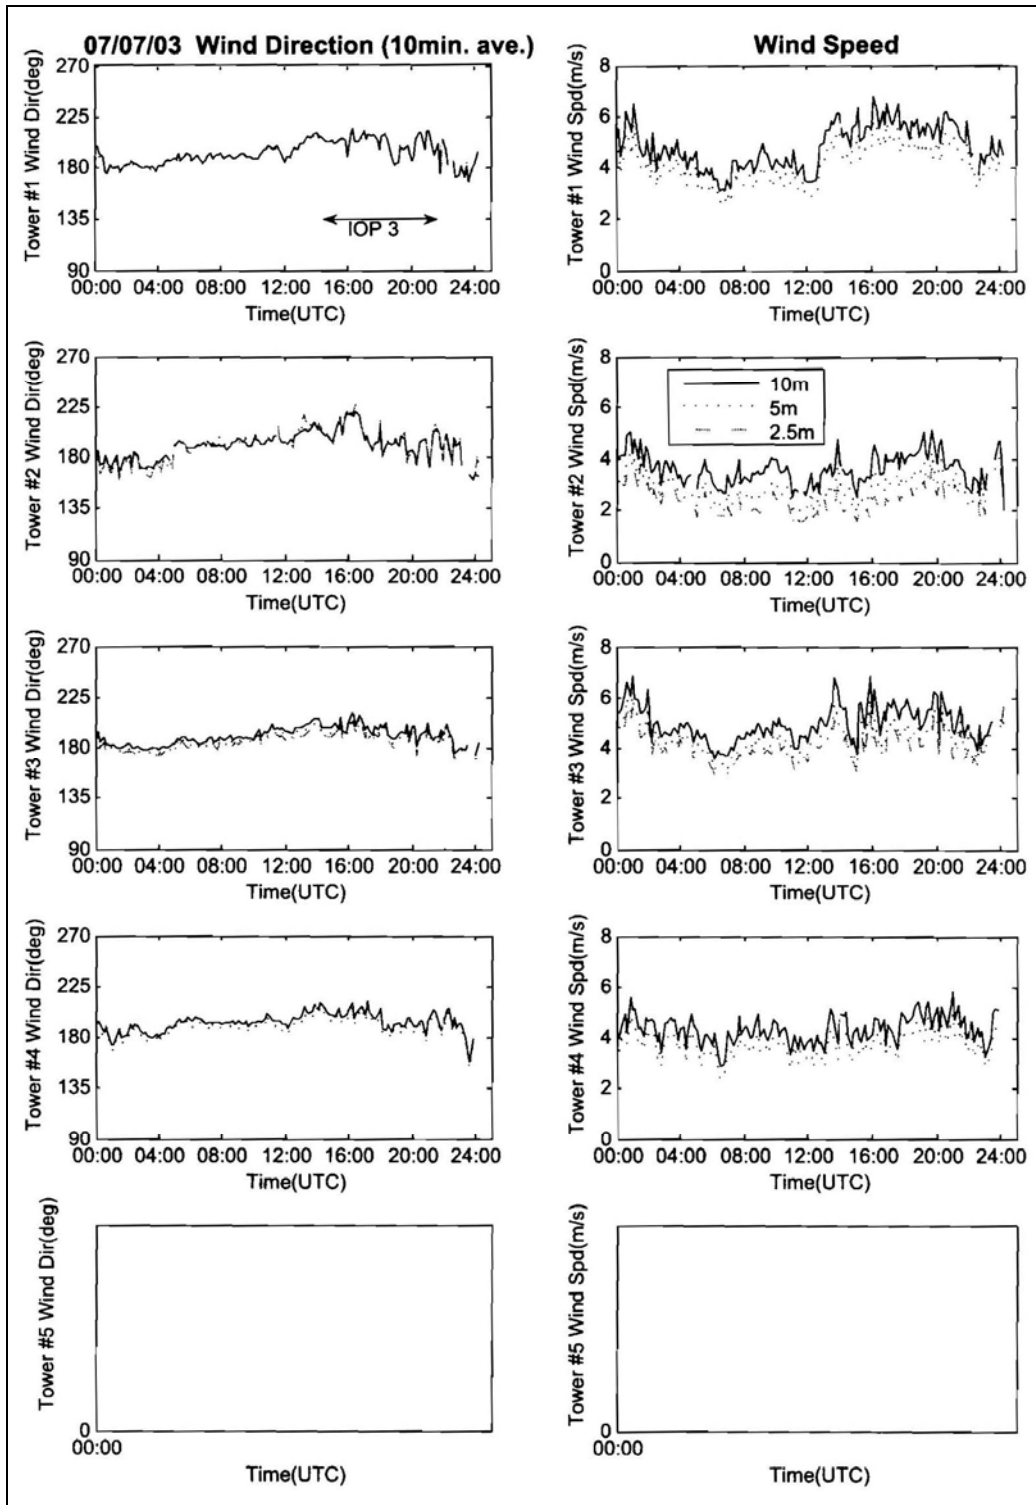 07/07/03 Wind Direction (10min. ave.)
270
225
180
135
90
Tower #1 Wind Dir(deg)
IOP 3
00:00 04:00 08:00 12:00 16:00 20:00 24:00
Time(UTC)
Wind Speed
8
6
4
2
0
Tower #1 Wind Spd(m/s)
00:00 04:00 08:00 12:00 16:00 20:00 24:00
Time(UTC)
270
225
180
135
90
Tower #2 Wind Dir(deg)
00:00 04:00 08:00 12:00 16:00 20:00 24:00
Time(UTC)
8
6
4
2
0
Tower #2 Wind Spd(m/s)
10m
5m
2.5m
00:00 04:00 08:00 12:00 16:00 20:00 24:00
Time(UTC)
270
225
180
135
90
Tower #3 Wind Dir(deg)
00:00 04:00 08:00 12:00 16:00 20:00 24:00
Time(UTC)
8
6
4
2
0
Tower #3 Wind Spd(m/s)
00:00 04:00 08:00 12:00 16:00 20:00 24:00
Time(UTC)
270
225
180
135
90
Tower #4 Wind Dir(deg)
00:00 04:00 08:00 12:00 16:00 20:00 24:00
Time(UTC)
8
6
4
2
0
Tower #4 Wind Spd(m/s)
00:00 04:00 08:00 12:00 16:00 20:00 24:00
Time(UTC)
Tower #5 Wind Dir(deg)
0
00:00
Time(UTC)
Tower #5 Wind Spd(m/s)
0
00:00
Time(UTC)